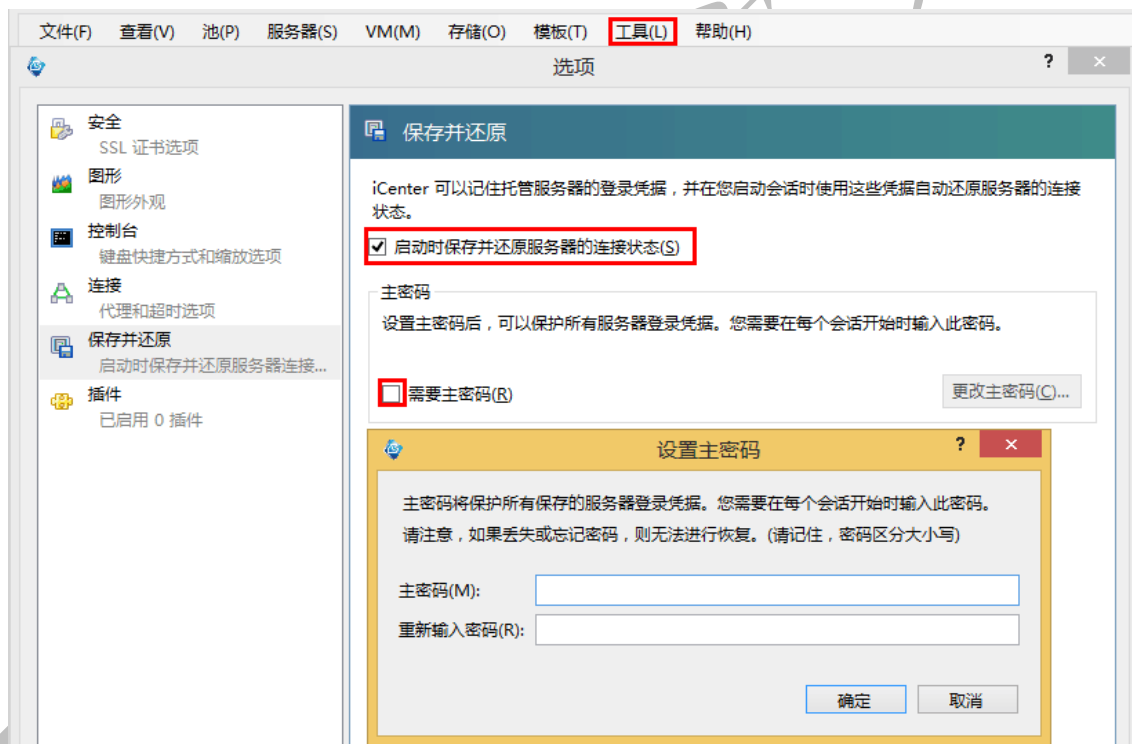 文件(F) 查看(V) 池(P) 服务器(S) VM(M) 存储(O) 模板(T) 工具(L) 帮助(H)
选项
安全
SSL 证书选项
图形
图形外观
控制台
键盘快捷方式和缩放选项
连接
代理和超时选项
保存并还原
启动时保存并还原服务器连接...
插件
已启用 0 插件
保存并还原
iCenter 可以记住托管服务器的登录凭据，并在您启动会话时使用这些凭据自动还原服务器的连接
状态。
启动时保存并还原服务器的连接状态(S)
主密码
设置主密码后，可以保护所有服务器登录凭据。您需要在每个会话开始时输入此密码。
需要主密码(R)
更改主密码(C)...
设置主密码
主密码将保护所有保存的服务器登录凭据。您需要在每个会话开始时输入此密码。
请注意，如果丢失或忘记密码，则无法进行恢复。(请记住，密码区分大小写)
主密码(M):
重新输入密码(R):
确定 取消